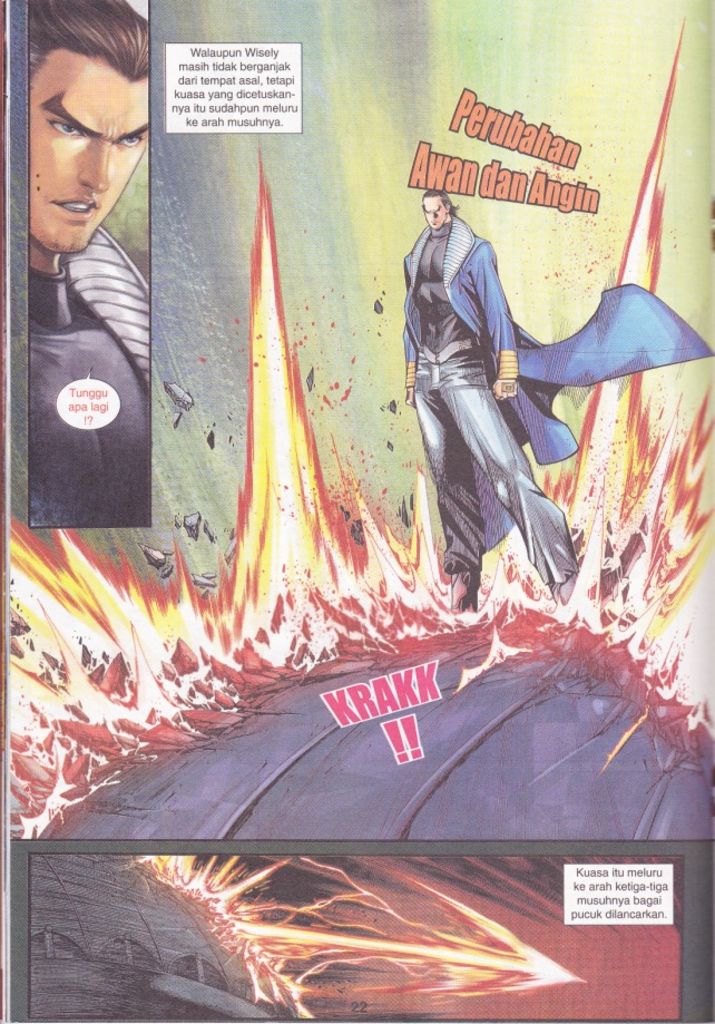 Walaupun Wisely
masih tidak berganjak
dari tempat asal, tetapi
kuasa yang dicetuskan-
nya itu sudahpun meluru
ke arah musuhnya.
Perubahan
Awan dan Angin
Tunggu
apa lagi
!?
KRAKK
!!
Kuasa itu meluru
ke arah ketiga-tiga
musuhnya bagai
pucuk dilancarkan.
22